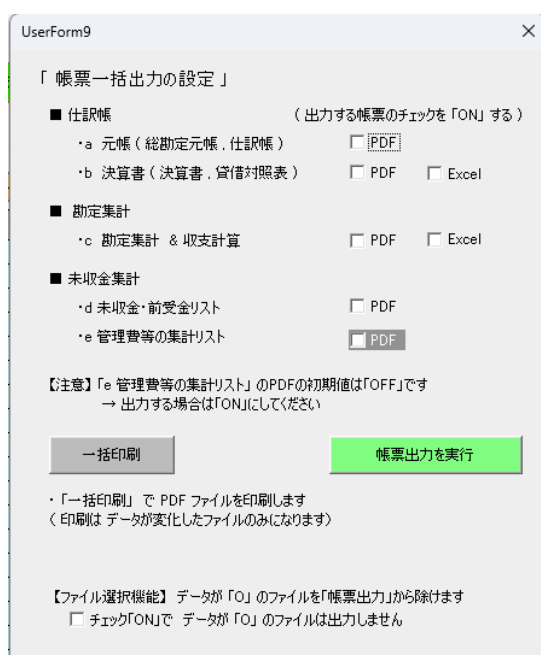 UserForm9
「 帳票一括出力の設定 」
■ 仕訳帳 ( 出力する帳票のチェックを「ON」する )
・a 元帳 ( 総勘定元帳 , 仕訳帳 ) PDF
・b 決算書 ( 決算書 , 貸借対照表 ) PDF Excel
■ 勘定集計
・c 勘定集計 & 収支計算 PDF Excel
■ 未収金集計
・d 未収金・前受金リスト PDF
・e 管理費等の集計リスト PDF
【注意】「e 管理費等の集計リスト」のPDFの初期値は「OFF」です
→ 出力する場合は「ON」にしてください
一括印刷 帳票出力を実行
・「一括印刷」で PDF ファイルを印刷します
( 印刷は データが変化したファイルのみになります)
【ファイル選択機能】 データが「0」のファイルを「帳票出力」から除けます
チェック「ON」で データが「0」のファイルは出力しません